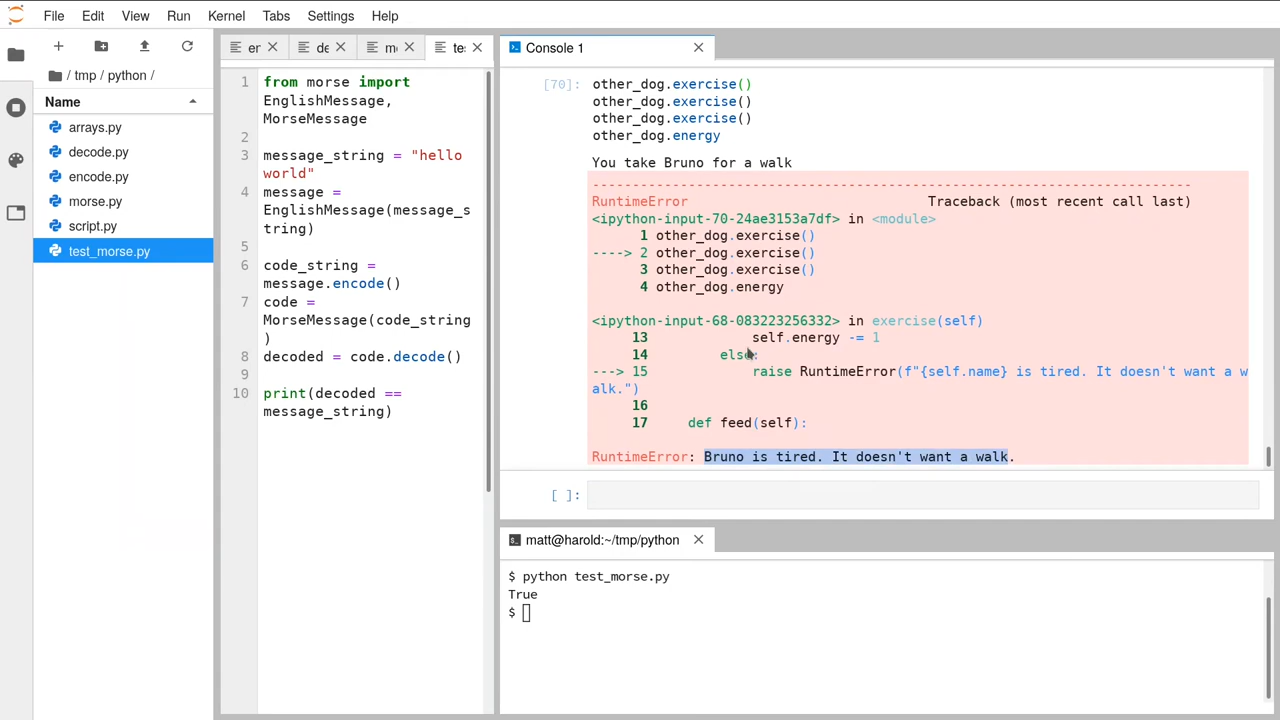 File Edit View Run Kernel Tabs Settings Help
/ tmp / python /
Name
arrays.py
decode.py
encode.py
morse.py
script.py
test_morse.py
er de mo tes
1 from morse import
EnglishMessage,
MorseMessage
2
3 message_string = "hello
world"
4 message =
EnglishMessage(message_s
tring)
5
6 code_string =
message.encode()
7 code =
MorseMessage(code_string
)
8 decoded = code.decode()
9
10 print(decoded ==
message_string)
Console 1
[70]: other_dog.exercise()
other_dog.exercise()
other_dog.exercise()
other_dog.energy
You take Bruno for a walk
---------------------------------------------------------------------------
RuntimeError Traceback (most recent call last)
<ipython-input-70-24ae3153a7df> in <module>
1 other_dog.exercise()
----> 2 other_dog.exercise()
3 other_dog.exercise()
4 other_dog.energy
<ipython-input-68-083223256332> in exercise(self)
13 self.energy -= 1
14 else:
---> 15 raise RuntimeError(f"{self.name} is tired. It doesn't want a w
alk.")
16
17 def feed(self):
RuntimeError: Bruno is tired. It doesn't want a walk.
[ ]:
matt@harold:~/tmp/python
$ python test_morse.py
True
$